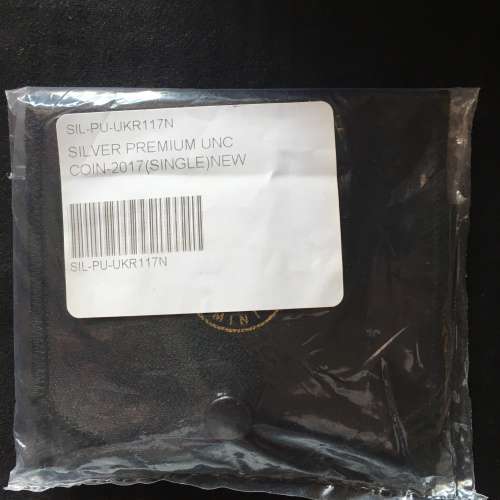 SIL-PU-UKR117N
SILVER PREMIUM UNC
COIN-2017(SINGLE)NEW
SIL-PU-UKR117N